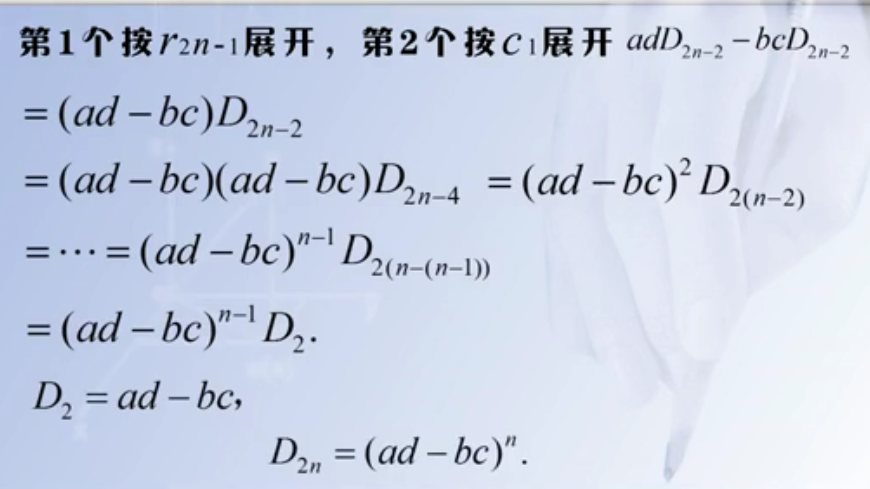 第1个按r₂ₙ₋₁展开，第2个按c₁展开 adD₂ₙ₋₂ − bcD₂ₙ₋₂
= (ad − bc)D₂ₙ₋₂
= (ad − bc)(ad − bc)D₂ₙ₋₄ = (ad − bc)² D₂₍ₙ₋₂₎
= ⋯ = (ad − bc)ⁿ⁻¹ D₂₍ₙ₋₍ₙ₋₁₎₎
= (ad − bc)ⁿ⁻¹ D₂.
D₂ = ad − bc,
D₂ₙ = (ad − bc)ⁿ.